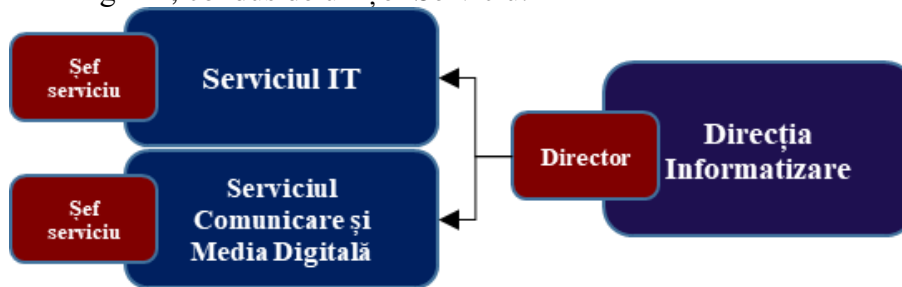 Șef
serviciu
Serviciul IT
Șef
serviciu
Serviciul
Comunicare și
Media Digitală
Director
Direcția
Informatizare